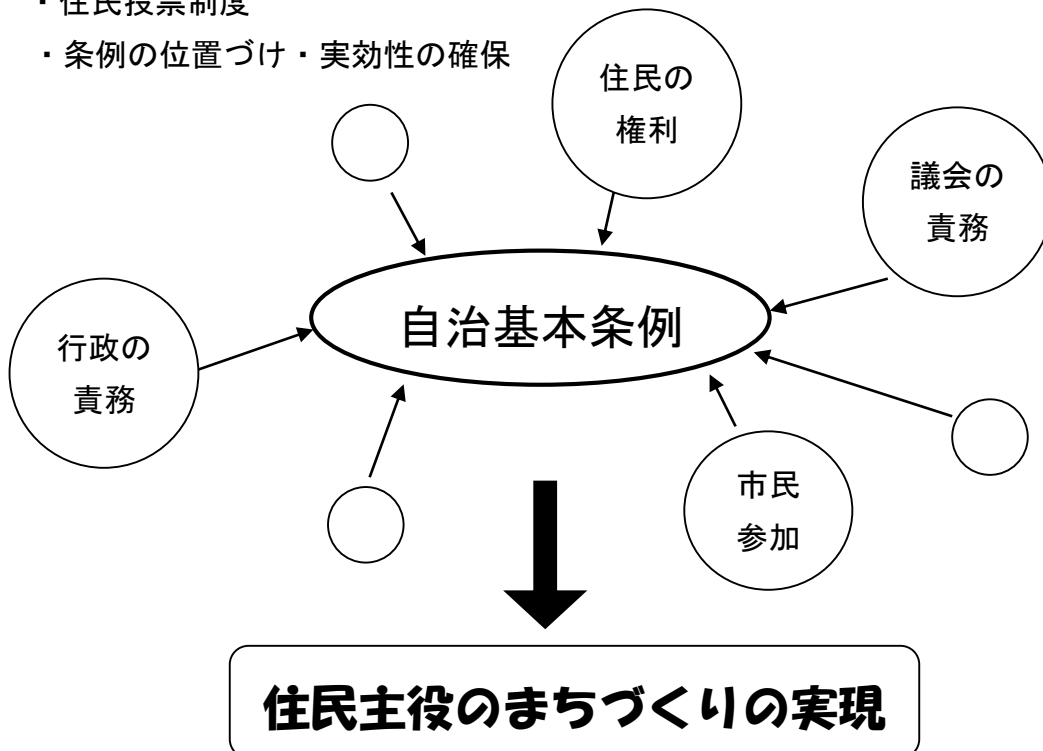 ・住民投票制度
・条例の位置づけ・実効性の確保
住民の
権利
議会の
責務
自治基本条例
行政の
責務
市民
参加
住民主役のまちづくりの実現